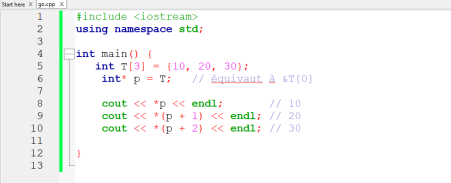 Start here × go.cpp ×
1 #include <iostream>
2 using namespace std;
3
4 int main() {
5 int T[3] = {10, 20, 30};
6 int* p = T; // équivaut à &T[0]
7
8 cout << *p << endl; // 10
9 cout << *(p + 1) << endl; // 20
10 cout << *(p + 2) << endl; // 30
11
12 }
13